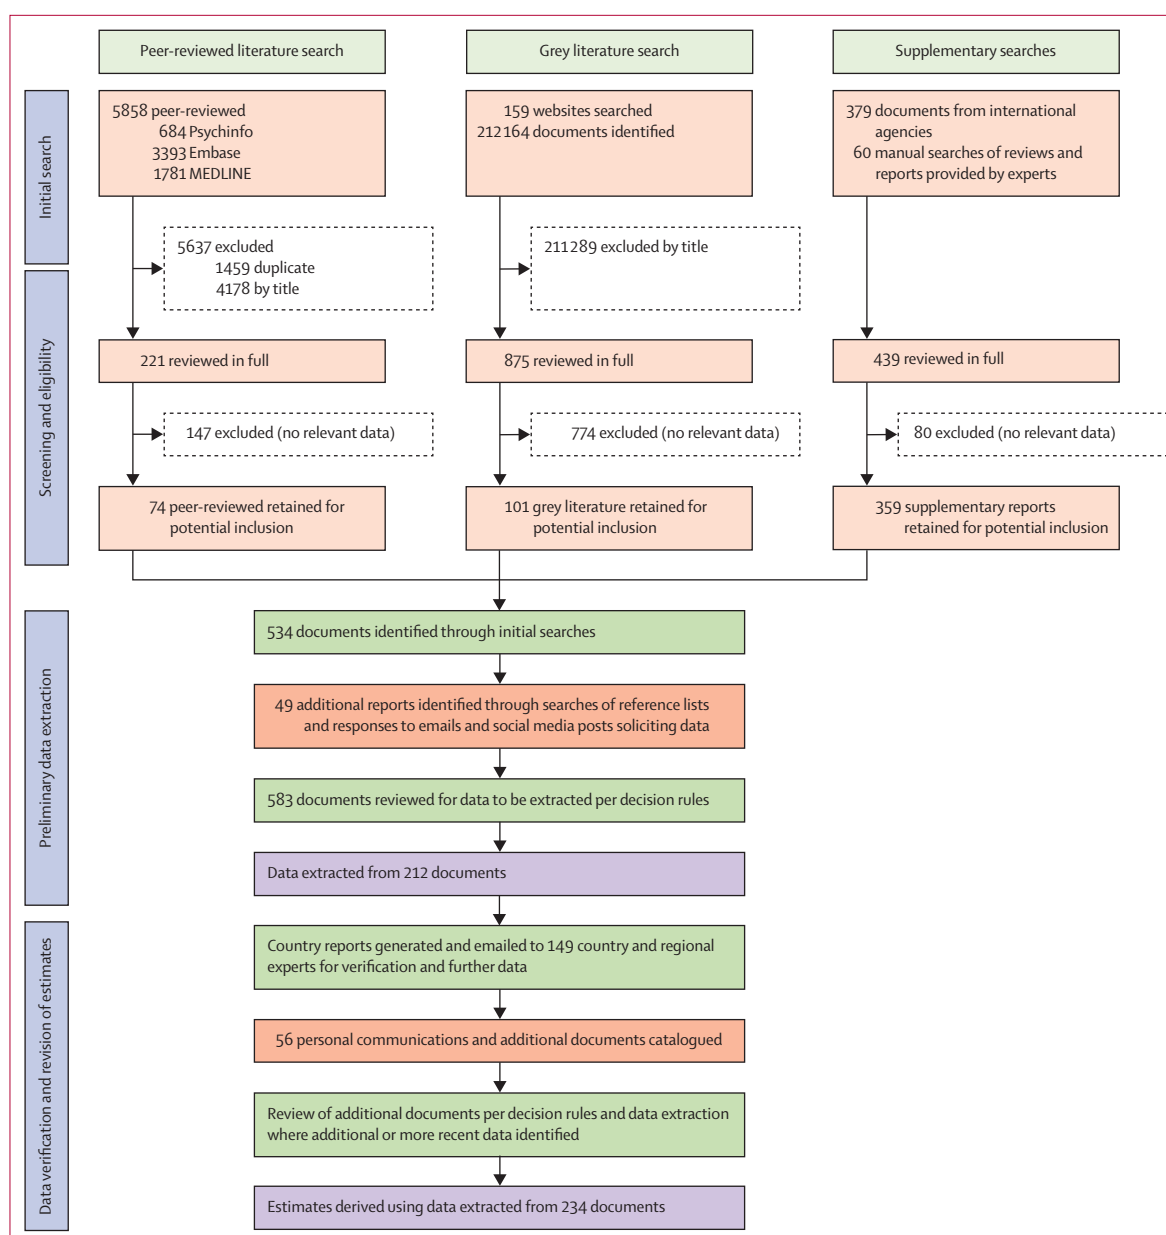 Peer-reviewed literature search
Grey literature search
Supplementary searches
Initial search
5858 peer-reviewed
684 Psychinfo
3393 Embase
1781 MEDLINE
159 websites searched
212164 documents identified
379 documents from international
agencies
60 manual searches of reviews and
reports provided by experts
5637 excluded
1459 duplicate
4178 by title
211289 excluded by title
Screening and eligibility
221 reviewed in full
875 reviewed in full
439 reviewed in full
147 excluded (no relevant data)
774 excluded (no relevant data)
80 excluded (no relevant data)
74 peer-reviewed retained for
potential inclusion
101 grey literature retained for
potential inclusion
359 supplementary reports
retained for potential inclusion
Preliminary data extraction
534 documents identified through initial searches
49 additional reports identified through searches of reference lists
and responses to emails and social media posts soliciting data
583 documents reviewed for data to be extracted per decision rules
Data extracted from 212 documents
Data verification and revision of estimates
Country reports generated and emailed to 149 country and regional
experts for verification and further data
56 personal communications and additional documents catalogued
Review of additional documents per decision rules and data extraction
where additional or more recent data identified
Estimates derived using data extracted from 234 documents